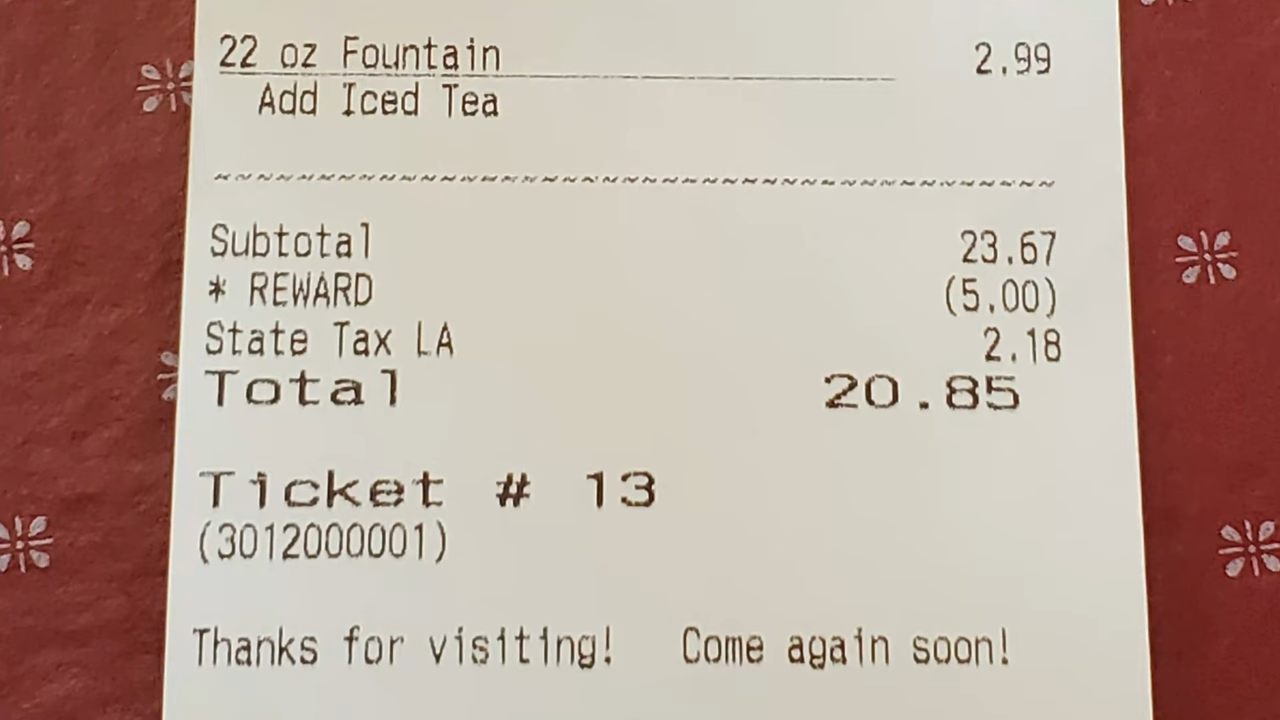 22 oz Fountain 2.99
Add Iced Tea
~~~~~~~~~~~~~~~~~~~~~~~~~~~~~~~~~~~~~~~~~~
Subtotal 23.67
* REWARD (5.00)
State Tax LA 2.18
Total 20.85
Ticket # 13
(3012000001)
Thanks for visiting! Come again soon!